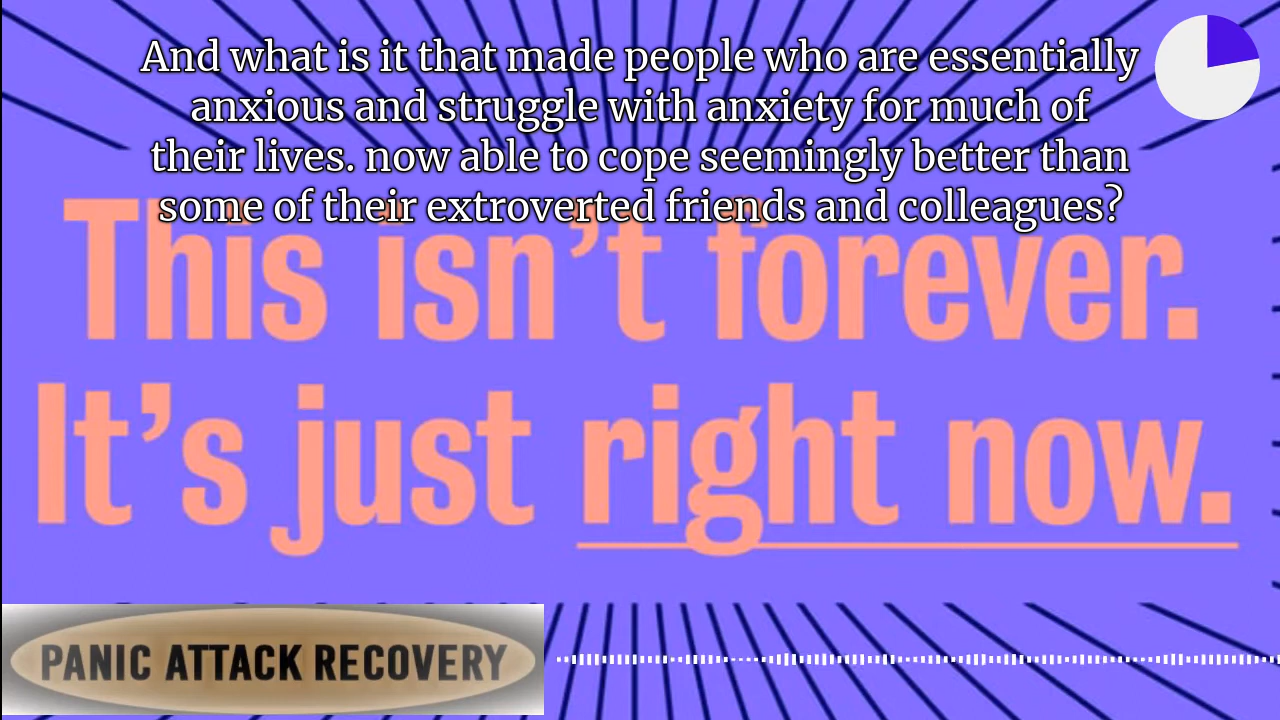 And what is it that made people who are essentially
anxious and struggle with anxiety for much of
their lives. now able to cope seemingly better than
some of their extroverted friends and colleagues?
This isn't forever.
It's just right now.
PANIC ATTACK RECOVERY